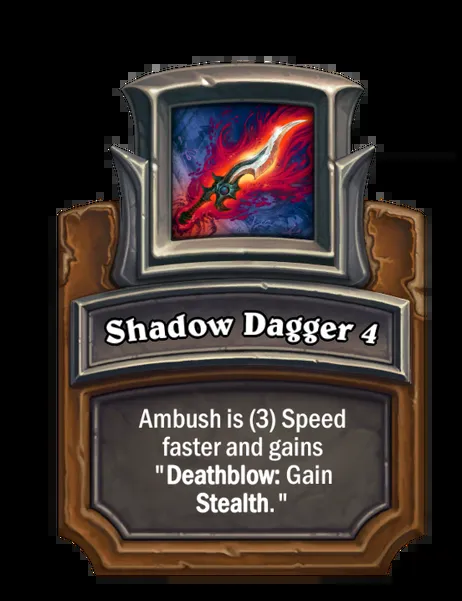 Shadow Dagger 4
Ambush is (3) Speed
faster and gains
"Deathblow: Gain
Stealth."